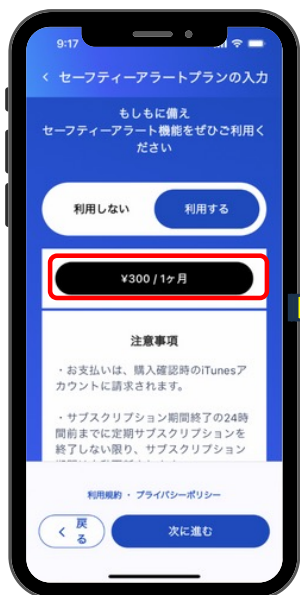 9:17
セーフティーアラートプランの入力
もしもに備え
セーフティーアラート機能をぜひご利用く
ださい
利用しない
利用する
¥300 / 1ヶ月
注意事項
・お支払いは、購入確認時のiTunesア
カウントに請求されます。
・サブスクリプション期間終了の24時
間前までに定期サブスクリプションを
終了しない限り、サブスクリプション
利用規約 ・ プライバシーポリシー
戻
る
次に進む